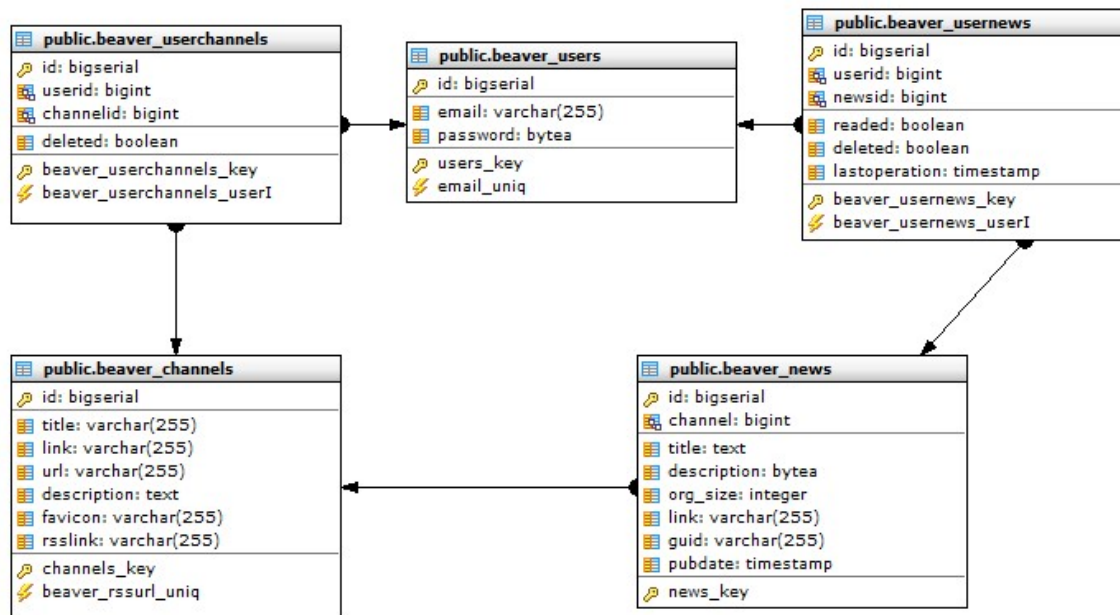 public.beaver_userchannels
id: bigserial
userid: bigint
channelid: bigint
deleted: boolean
beaver_userchannels_key
beaver_userchannels_userI
public.beaver_users
id: bigserial
email: varchar(255)
password: bytea
users_key
email_uniq
public.beaver_usernews
id: bigserial
userid: bigint
newsid: bigint
readed: boolean
deleted: boolean
lastoperation: timestamp
beaver_usernews_key
beaver_usernews_userI
public.beaver_channels
id: bigserial
title: varchar(255)
link: varchar(255)
url: varchar(255)
description: text
favicon: varchar(255)
rsslink: varchar(255)
channels_key
beaver_rssurl_uniq
public.beaver_news
id: bigserial
channel: bigint
title: text
description: bytea
org_size: integer
link: varchar(255)
guid: varchar(255)
pubdate: timestamp
news_key